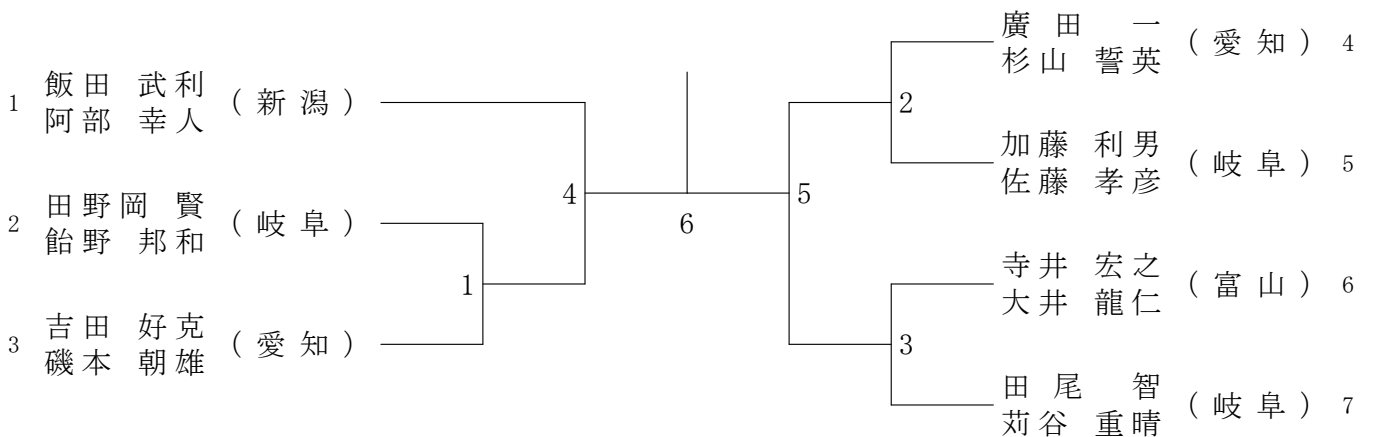 1 飯田 武利 (新潟)
阿部 幸人
2 田野岡 賢 (岐阜)
飴野 邦和
3 吉田 好克 (愛知)
磯本 朝雄
1
4
6
5
2
3
廣田 一 (愛知) 4
杉山 誓英
加藤 利男 (岐阜) 5
佐藤 孝彦
寺井 宏之 (富山) 6
大井 龍仁
田尾 智 (岐阜) 7
苅谷 重晴